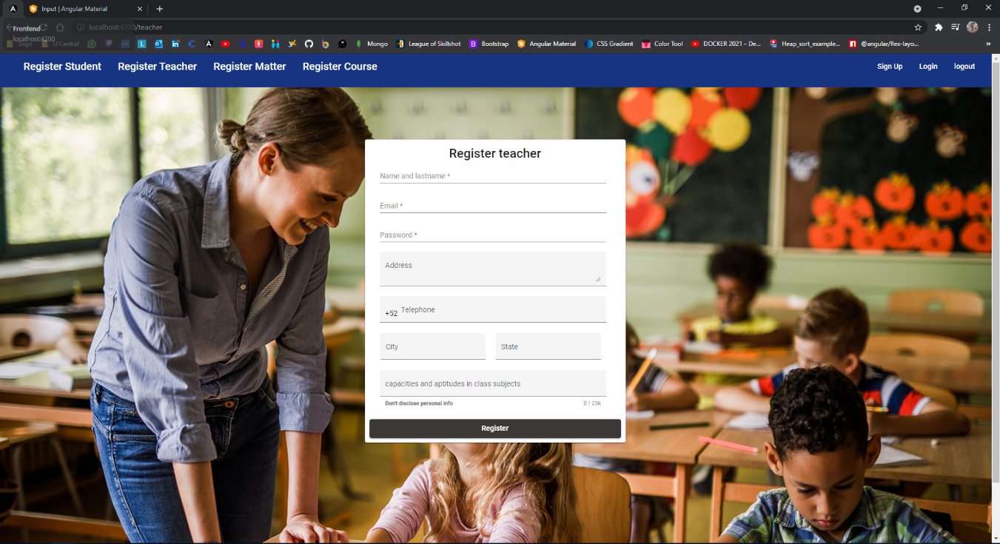 Input | Angular Material
Frontend
localhost:4200
localhost:4200/teacher
Sago
U Central
Mongo
League of Skillshot
Bootstrap
Angular Material
CSS Gradient
Color Tool
DOCKER 2021 - De...
Heap_sort_example...
@angular/flex-layo...
Register Student Register Teacher Register Matter Register Course Sign Up Login logout
Register teacher
Name and lastname *
Email *
Password *
Address
+52 Telephone
City State
capacities and aptitudes in class subjects
Don't disclose personal info 0 / 256
Register